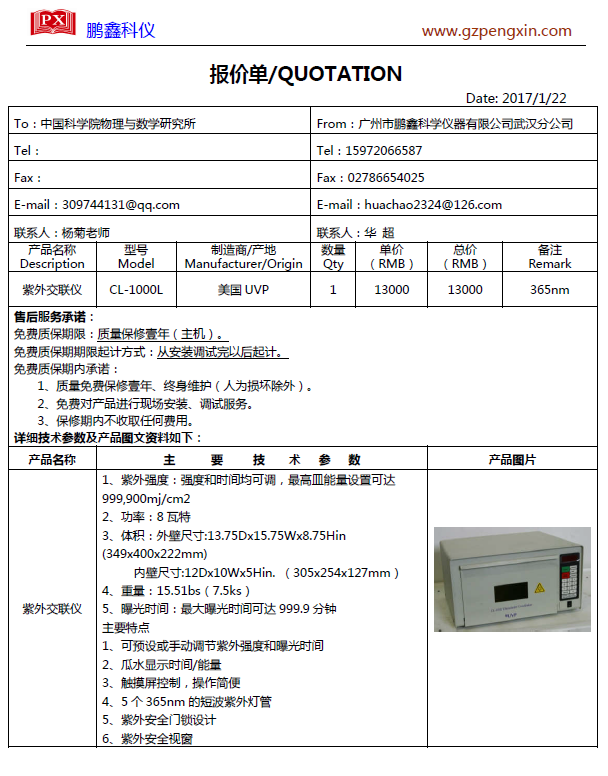 PX
鹏鑫科仪
www.gzpengxin.com
报价单/QUOTATION
Date: 2017/1/22
To：中国科学院物理与数学研究所
From：广州市鹏鑫科学仪器有限公司武汉分公司
Tel：
Tel：15972066587
Fax：
Fax：02786654025
E-mail：309744131@qq.com
E-mail：huachao2324@126.com
联系人：杨菊老师
联系人：华 超
产品名称 型号 制造商/产地 数量 单价 总价 备注
Description Model Manufacturer/Origin Qty （RMB） （RMB） Remark
紫外交联仪 CL-1000L 美国 UVP 1 13000 13000 365nm
售后服务承诺：
免费质保期限：质量保修壹年（主机）。
免费质保期期限起计方式：从安装调试完以后起计。
免费质保期内承诺：
1、质量免费保修壹年、终身维护（人为损坏除外）。
2、免费对产品进行现场安装、调试服务。
3、保修期内不收取任何费用。
详细技术参数及产品图文资料如下：
产品名称 主 要 技 术 参 数 产品图片
紫外交联仪
1、紫外强度：强度和时间均可调，最高皿能量设置可达
999,900mj/cm2
2、功率：8 瓦特
3、体积：外壁尺寸:13.75Dx15.75Wx8.75Hin
(349x400x222mm)
内壁尺寸:12Dx10Wx5Hin. （305x254x127mm）
4、重量：15.51bs（7.5ks）
5、曝光时间：最大曝光时间可达 999.9 分钟
主要特点
1、可预设或手动调节紫外强度和曝光时间
2、瓜水显示时间/能量
3、触摸屏控制，操作简便
4、5 个 365nm 的短波紫外灯管
5、紫外安全门锁设计
6、紫外安全视窗